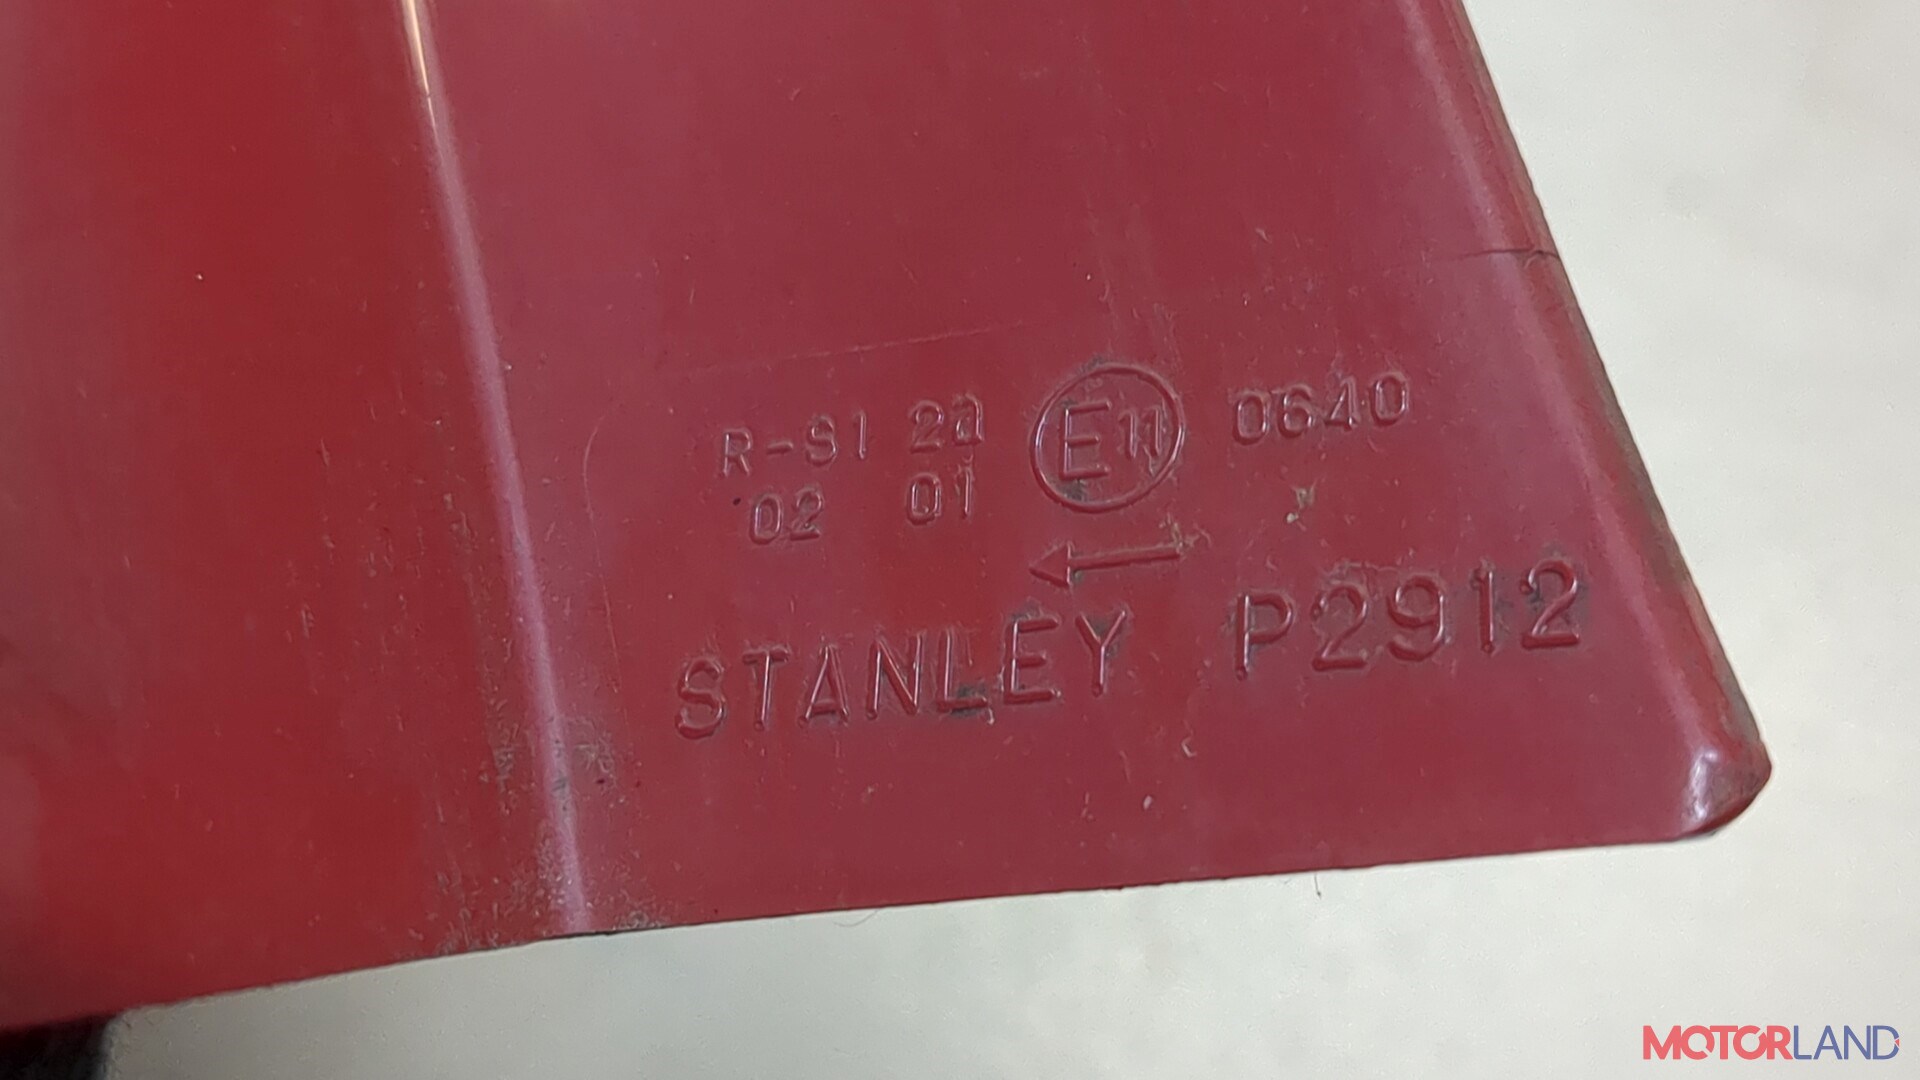 R-S1 2a E11 0640
02 01
←
STANLEY P2912
MOTORLAND